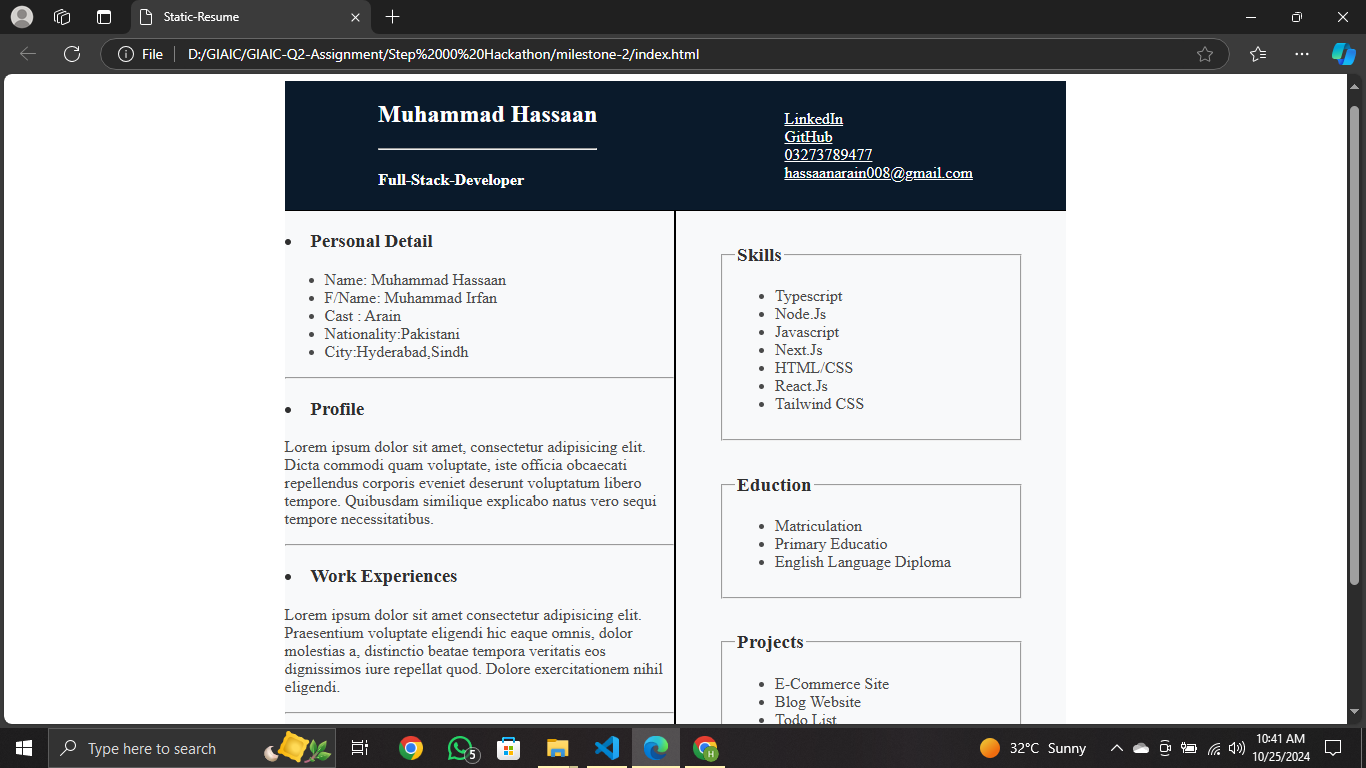 Static-Resume
File
D:/GIAIC/GIAIC-Q2-Assignment/Step%2000%20Hackathon/milestone-2/index.html
Muhammad Hassaan
Full-Stack-Developer
LinkedIn
GitHub
03273789477
hassaanarain008@gmail.com
Personal Detail
Name: Muhammad Hassaan
F/Name: Muhammad Irfan
Cast : Arain
Nationality:Pakistani
City:Hyderabad,Sindh
Profile
Lorem ipsum dolor sit amet, consectetur adipisicing elit.
Dicta commodi quam voluptate, iste officia obcaecati
repellendus corporis eveniet deserunt voluptatum libero
tempore. Quibusdam similique explicabo natus vero sequi
tempore necessitatibus.
Work Experiences
Lorem ipsum dolor sit amet consectetur adipisicing elit.
Praesentium voluptate eligendi hic eaque omnis, dolor
molestias a, distinctio beatae tempora veritatis eos
dignissimos iure repellat quod. Dolore exercitationem nihil
eligendi.
Skills
Typescript
Node.Js
Javascript
Next.Js
HTML/CSS
React.Js
Tailwind CSS
Eduction
Matriculation
Primary Educatio
English Language Diploma
Projects
E-Commerce Site
Blog Website
Todo List
Type here to search
5
H
32°C Sunny
10:41 AM
10/25/2024